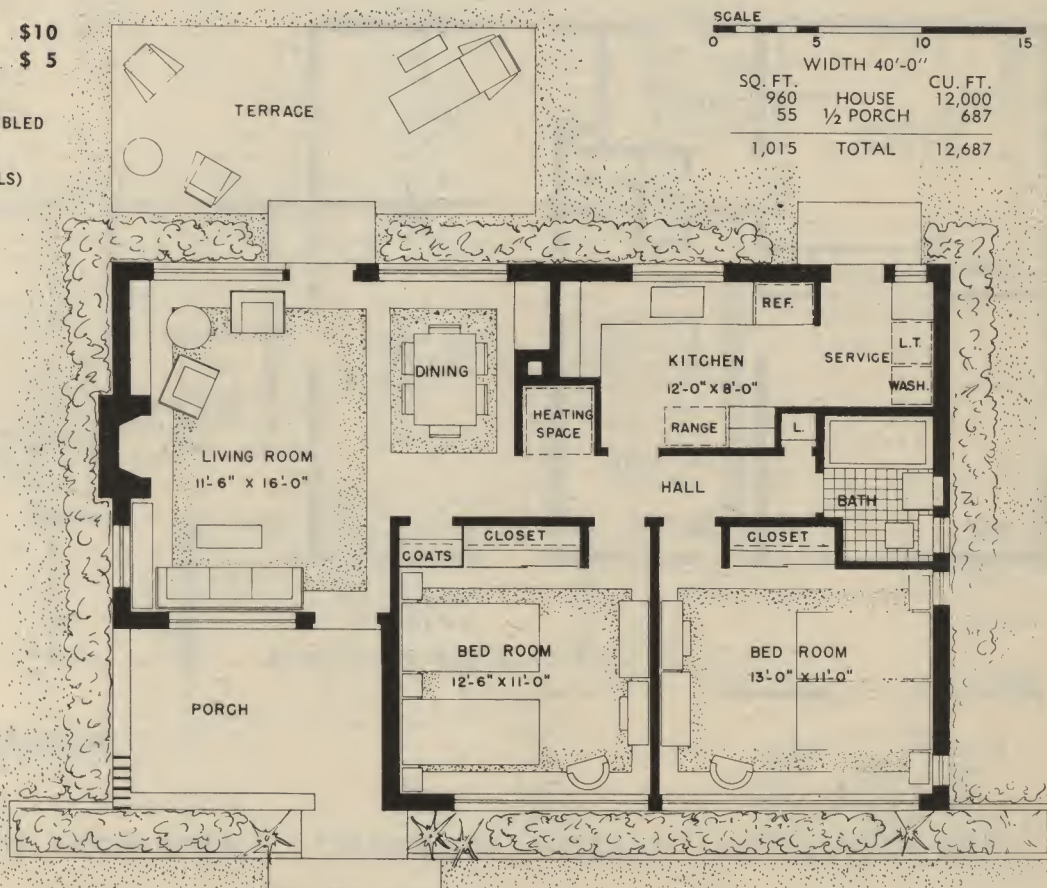 $10
$ 5
BLED
LS)
SCALE
0 5 10 15
WIDTH 40'-0"
SQ. FT. CU. FT.
960 HOUSE 12,000
55 ½ PORCH 687
1,015 TOTAL 12,687
TERRACE
REF.
DINING
KITCHEN
12'-0" X 8'-0"
SERVICE
L.T.
WASH.
HEATING
SPACE
RANGE
L.
LIVING ROOM
11'-6" X 16'-0"
HALL
BATH
COATS
CLOSET
CLOSET
BED ROOM
12'-6" X 11'-0"
BED ROOM
13'-0" X 11'-0"
PORCH